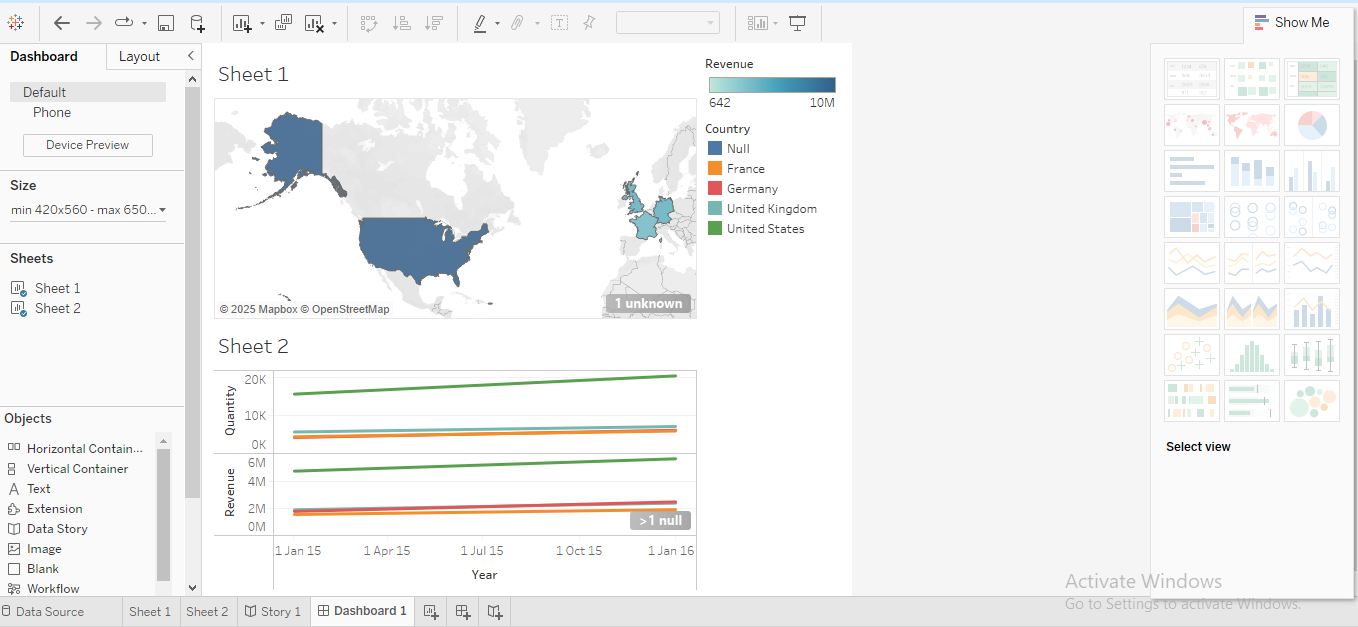 Show Me
Dashboard
Layout
Default
Phone
Device Preview
Size
min 420x560 - max 650...
Sheets
Sheet 1
Sheet 2
Objects
Horizontal Contain...
Vertical Container
Text
Extension
Data Story
Image
Blank
Workflow
Sheet 1
© 2025 Mapbox © OpenStreetMap
1 unknown
Revenue
642 10M
Country
Null
France
Germany
United Kingdom
United States
Sheet 2
Quantity
20K
10K
0K
Revenue
6M
4M
2M
0M
>1 null
1 Jan 15 1 Apr 15 1 Jul 15 1 Oct 15 1 Jan 16
Year
Select view
Activate Windows
Go to Settings to activate Windows.
Data Source Sheet 1 Sheet 2 Story 1 Dashboard 1